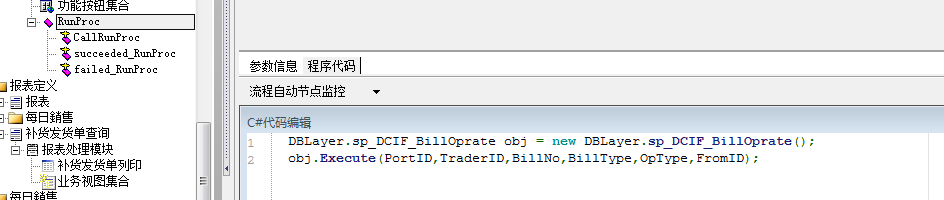 功能按钮集合
RunProc
CallRunProc
succeeded_RunProc
failed_RunProc
报表定义
报表
每日銷售
补货发货单查询
报表处理模块
补货发货单列印
业务视图集合
每日銷售
参数信息 程序代码
流程自动节点监控
C#代码编辑
1 DBLayer.sp_DCIF_BillOprate obj = new DBLayer.sp_DCIF_BillOprate();
2 obj.Execute(PortID,TraderID,BillNo,BillType,OpType,FromID);